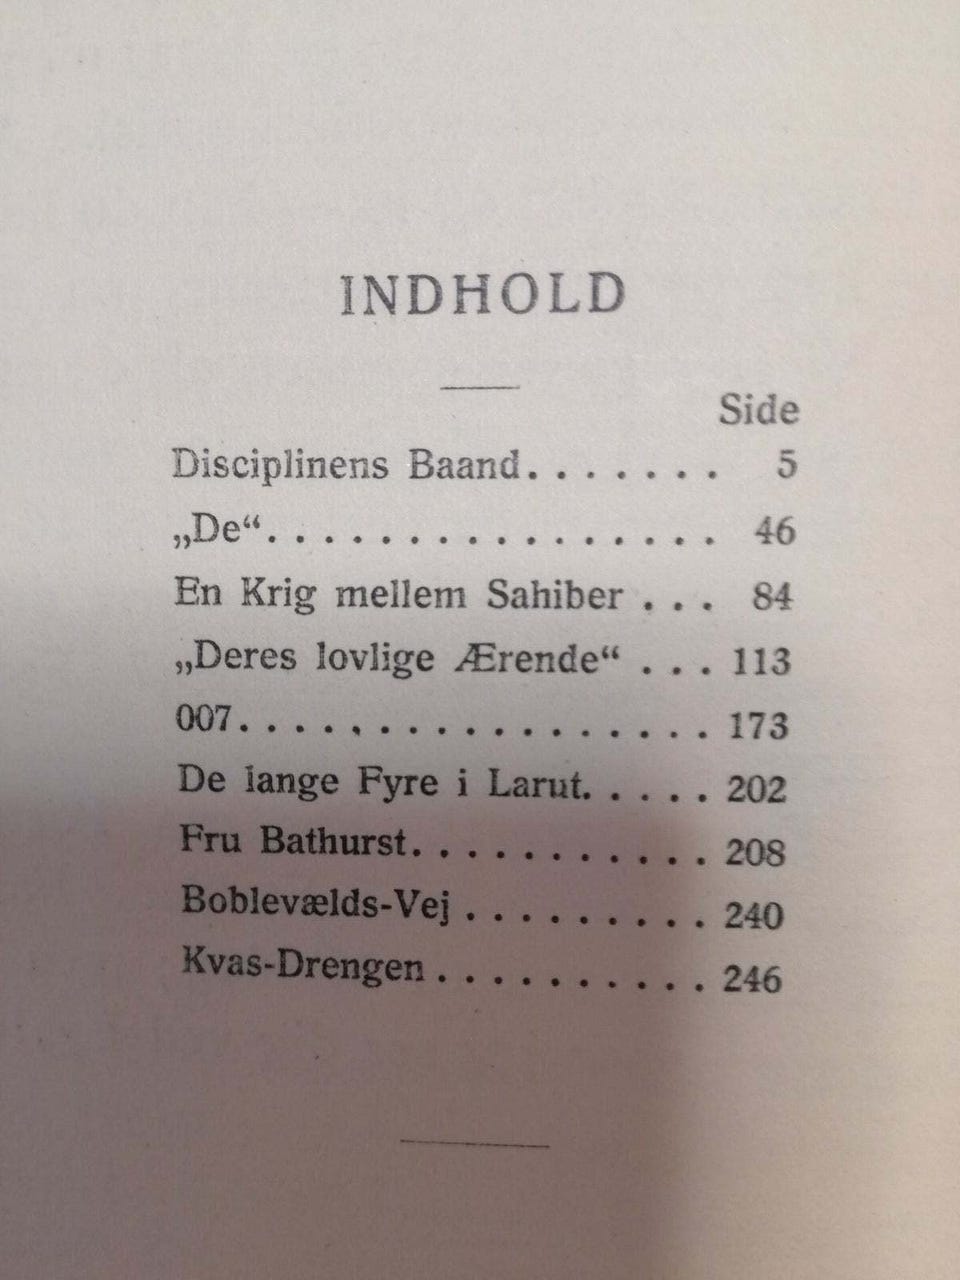 INDHOLD
Side
Disciplinens Baand. . . . . . . 5
„De“. . . . . . . . . . . . . . . . 46
En Krig mellem Sahiber . . . 84
„Deres lovlige Ærende“ . . . 113
007. . . . . . . . . . . . . . . . . 173
De lange Fyre i Larut. . . . . 202
Fru Bathurst. . . . . . . . . . . 208
Boblevælds-Vej . . . . . . . . . 240
Kvas-Drengen . . . . . . . . . . 246